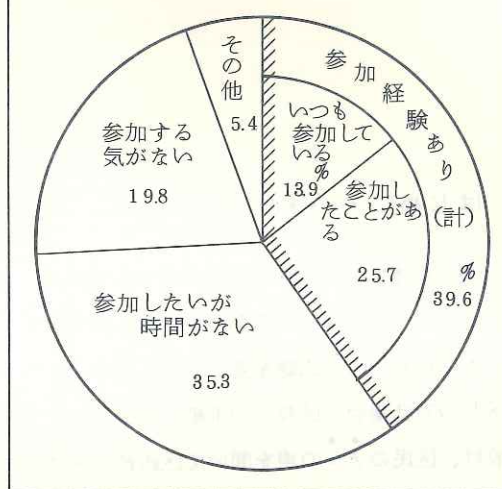 参加経験あり
(計)
%
39.6
いつも
参加して
いる
%
13.9
参加し
たことがあ
る
25.7
参加したいが
時間がない
35.3
参加する
気がない
19.8
その他
5.4